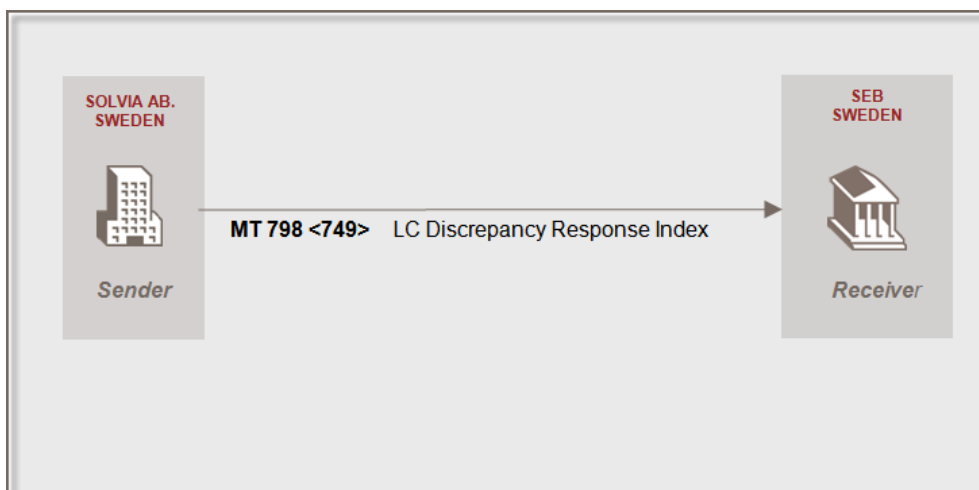 SOLVIA AB.
SWEDEN
SEB
SWEDEN
MT 798 <749> LC Discrepancy Response Index
Sender
Receiver